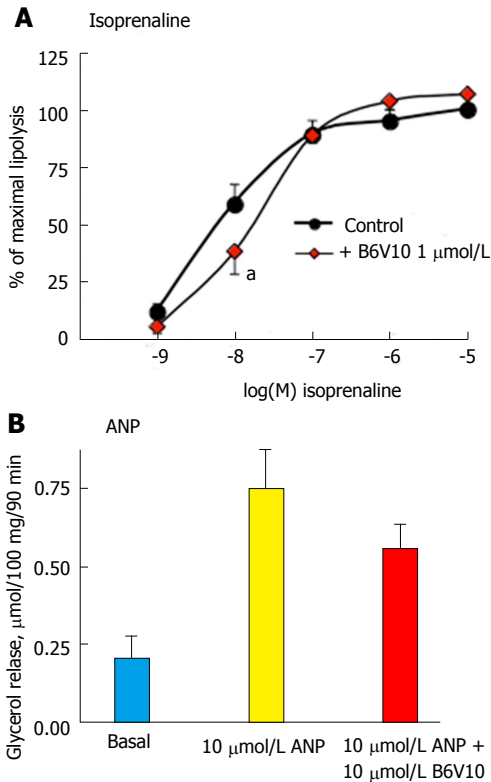 A Isoprenaline
% of maximal lipolysis
125
100
75
50
25
0
a
Control
+ B6V10 1 μmol/L
-9 -8 -7 -6 -5
log(M) isoprenaline
B ANP
Glycerol relase, μmol/100 mg/90 min
0.75
0.50
0.25
0.00
Basal 10 μmol/L ANP 10 μmol/L ANP +
10 μmol/L B6V10